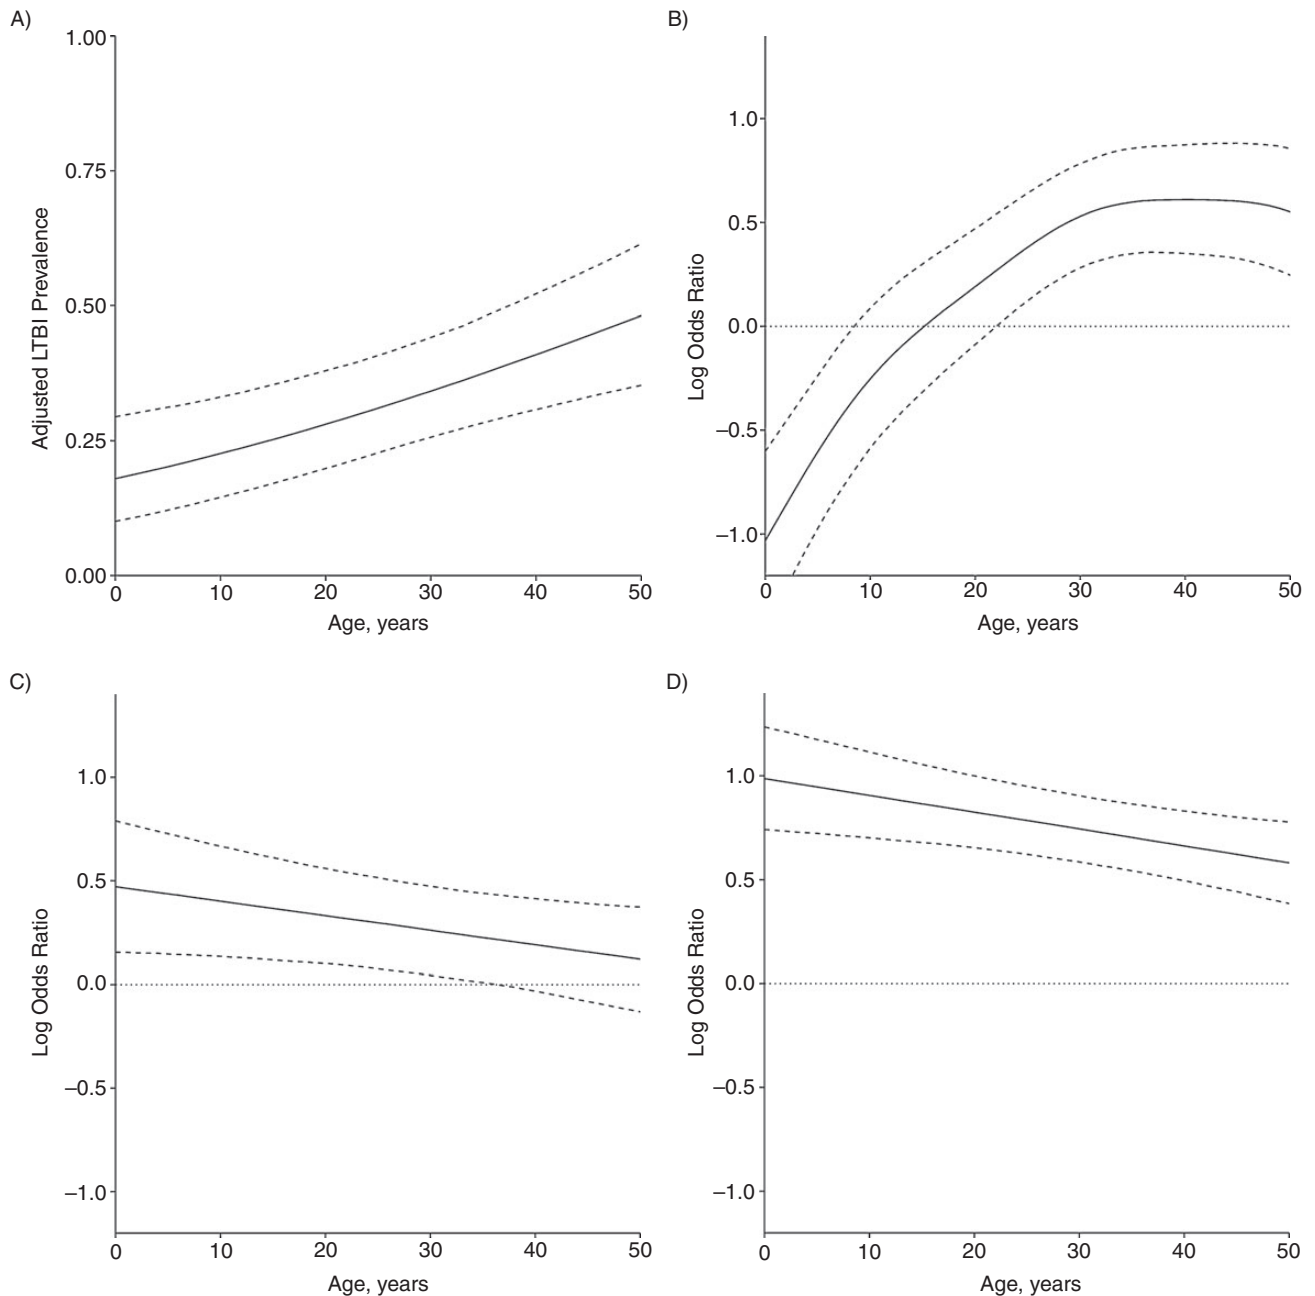 A)
Adjusted LTBI Prevalence
1.00
0.75
0.50
0.25
0.00
0 10 20 30 40 50
Age, years
B)
Log Odds Ratio
1.0
0.5
0.0
–0.5
–1.0
0 10 20 30 40 50
Age, years
C)
Log Odds Ratio
1.0
0.5
0.0
–0.5
–1.0
0 10 20 30 40 50
Age, years
D)
Log Odds Ratio
1.0
0.5
0.0
–0.5
–1.0
0 10 20 30 40 50
Age, years